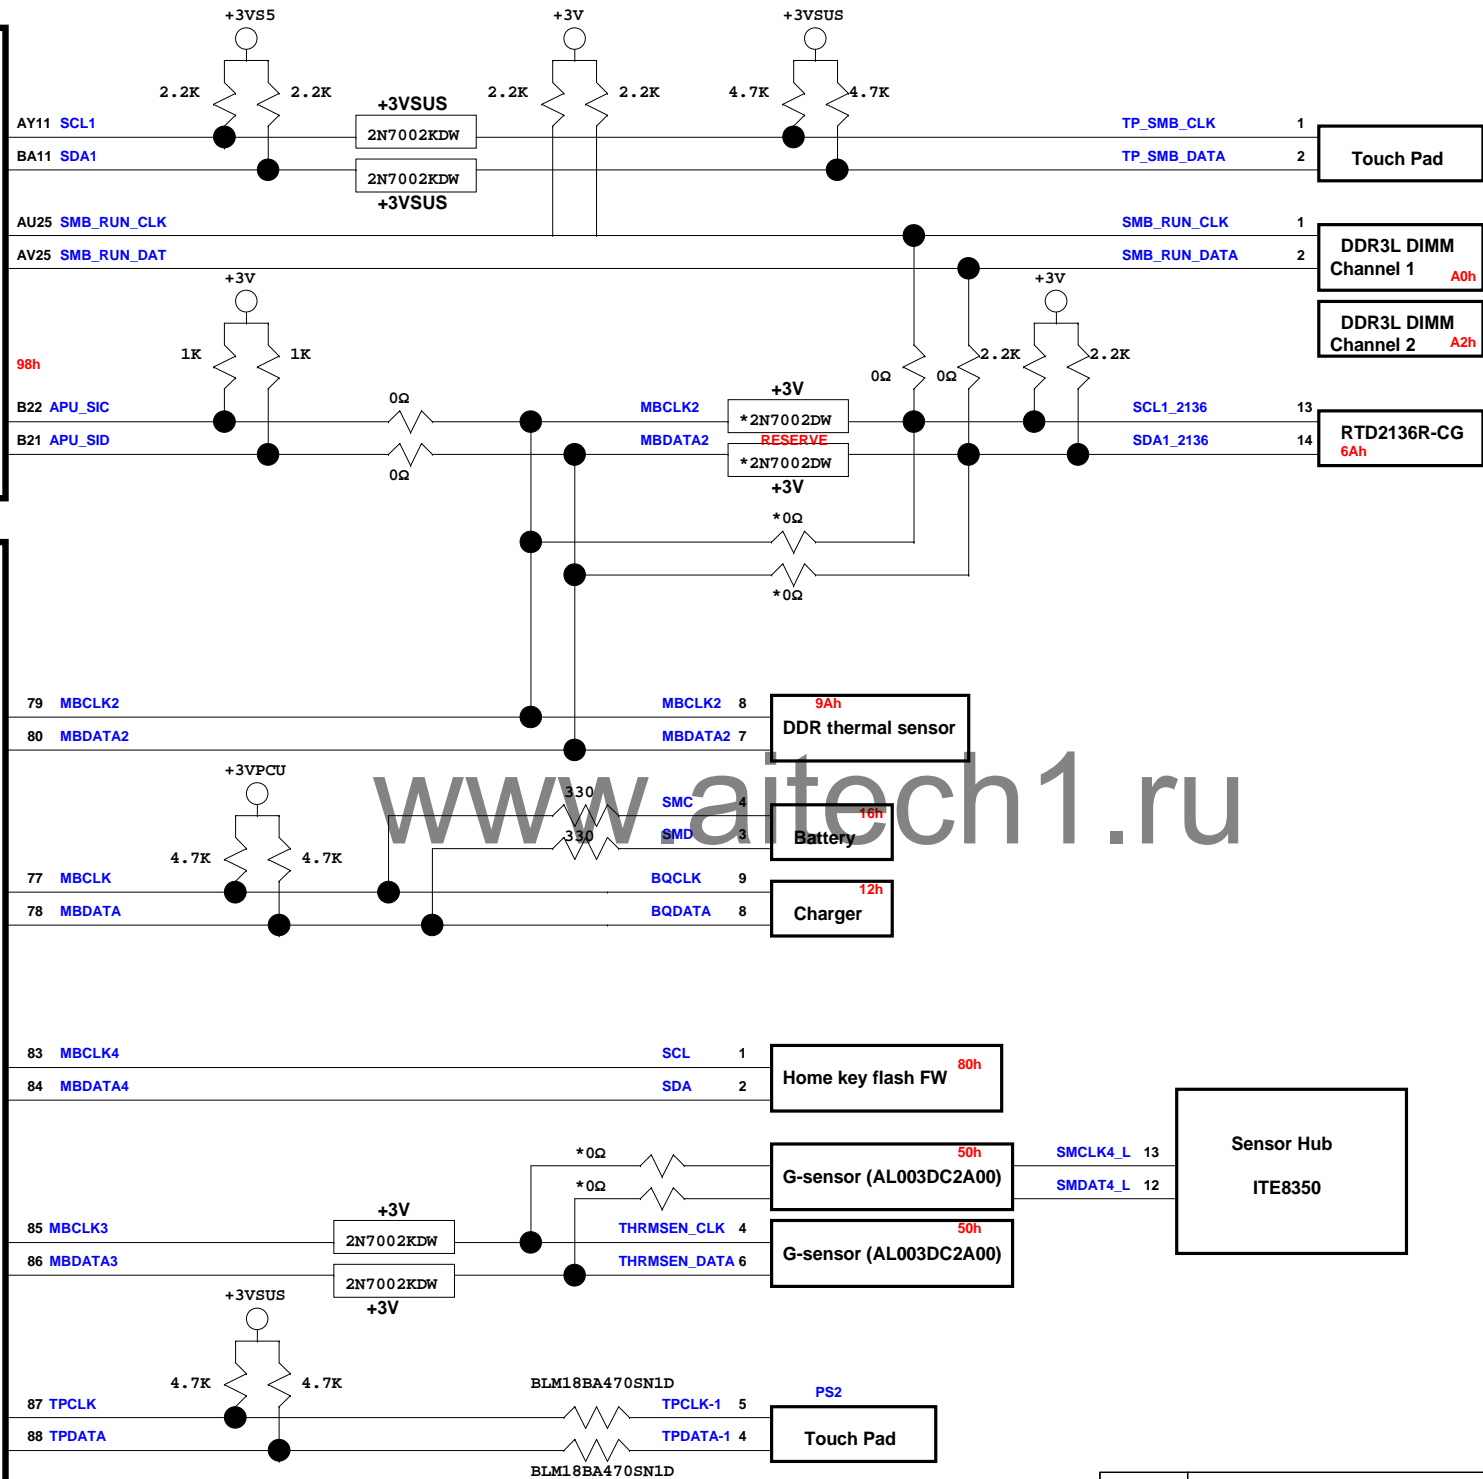 +3VS5 +3V +3VSUS
2.2K 2.2K 2.2K 2.2K 4.7K 4.7K
+3VSUS
AY11 SCL1 2N7002KDW TP_SMB_CLK 1
BA11 SDA1 2N7002KDW TP_SMB_DATA 2 Touch Pad
+3VSUS
AU25 SMB_RUN_CLK SMB_RUN_CLK 1
AV25 SMB_RUN_DAT SMB_RUN_DATA 2
DDR3L DIMM
Channel 1 A0h
+3V +3V
DDR3L DIMM
Channel 2 A2h
1K 1K 2.2K 2.2K
98h
0Ω 0Ω
0Ω +3V
B22 APU_SIC MBCLK2 *2N7002DW SCL1_2136 13
B21 APU_SID MBDATA2 RESERVE SDA1_2136 14
RTD2136R-CG
6Ah
*2N7002DW
0Ω +3V
*0Ω
*0Ω
79 MBCLK2 MBCLK2 8
80 MBDATA2 MBDATA2 7
9Ah
DDR thermal sensor
www.aitech1.ru
+3VPCU
330 SMC 4
330 SMD 3
16h
Battery
4.7K 4.7K
77 MBCLK BQCLK 9
78 MBDATA BQDATA 8
12h
Charger
83 MBCLK4 SCL 1
84 MBDATA4 SDA 2
Home key flash FW 80h
*0Ω
*0Ω
50h
G-sensor (AL003DC2A00)
SMCLK4_L 13
SMDAT4_L 12
Sensor Hub
ITE8350
+3V
85 MBCLK3 2N7002KDW THRMSEN_CLK 4
86 MBDATA3 2N7002KDW THRMSEN_DATA 6
50h
G-sensor (AL003DC2A00)
+3V
+3VSUS
4.7K 4.7K
BLM18BA470SN1D PS2
87 TPCLK TPCLK-1 5
88 TPDATA TPDATA-1 4
Touch Pad
BLM18BA470SN1D